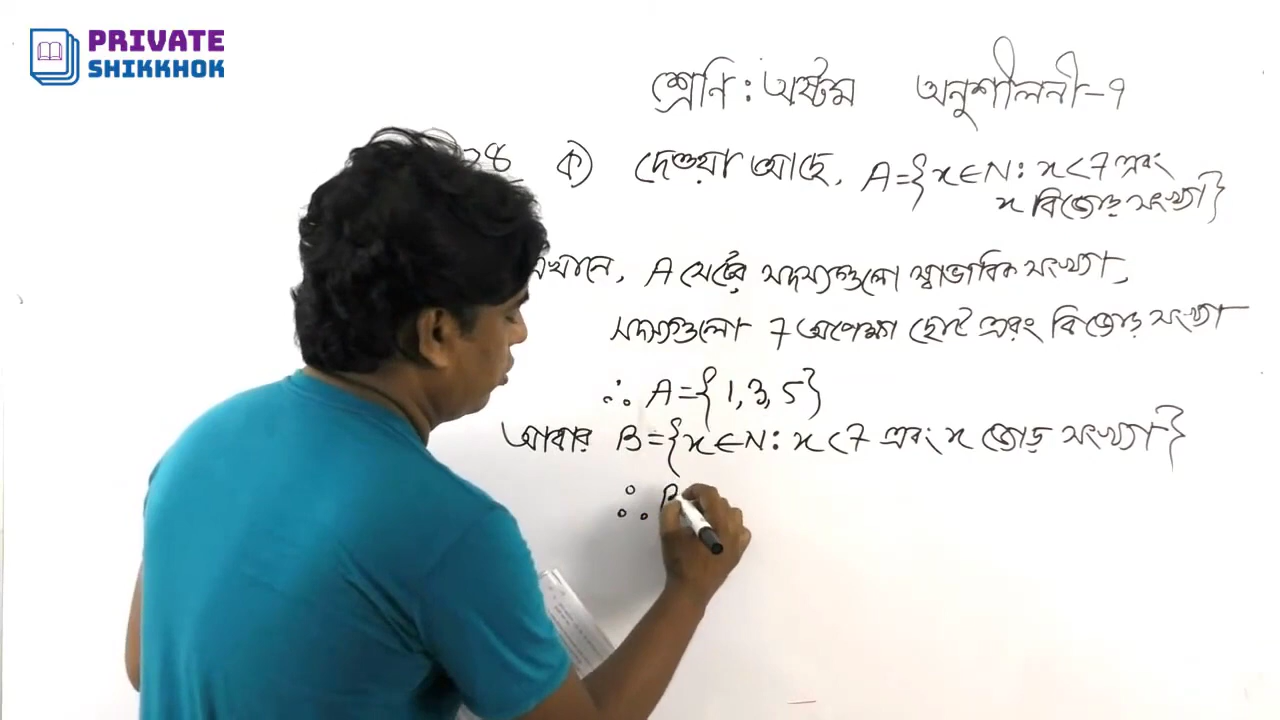 PRIVATE
SHIKKHOK
শ্রেণি : অষ্টম অনুশীলনী-৭
ক) দেওয়া আছে, A={x∈N: x<7 এবং
x বিজোড় সংখ্যা}
এখানে, A সেটের সদস্যগুলো স্বাভাবিক সংখ্যা,
সদস্যগুলো 7 অপেক্ষা ছোট এবং বিজোড় সংখ্যা
∴ A={1,3,5}
আবার B={x∈N: x<7 এবং x জোড় সংখ্যা}
∴